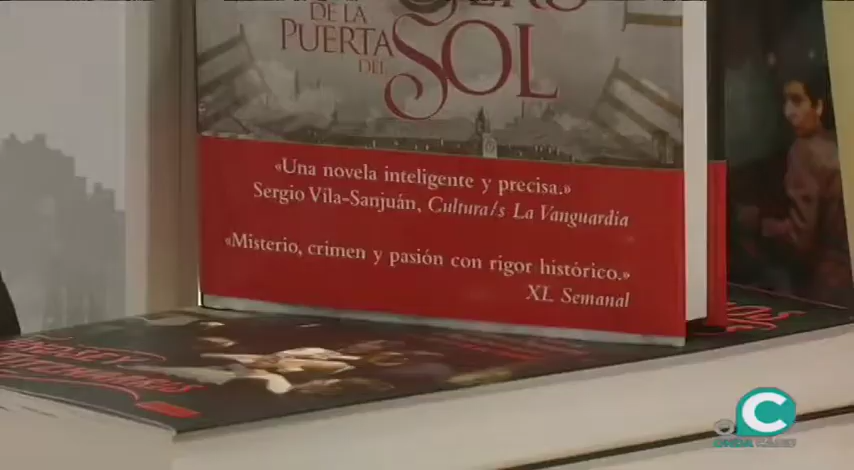 DE LA
PUERTA
DEL
SOL
«Una novela inteligente y precisa.»
Sergio Vila-Sanjuán, Cultura/s La Vanguardia
«Misterio, crimen y pasión con rigor histórico.»
XL Semanal
C